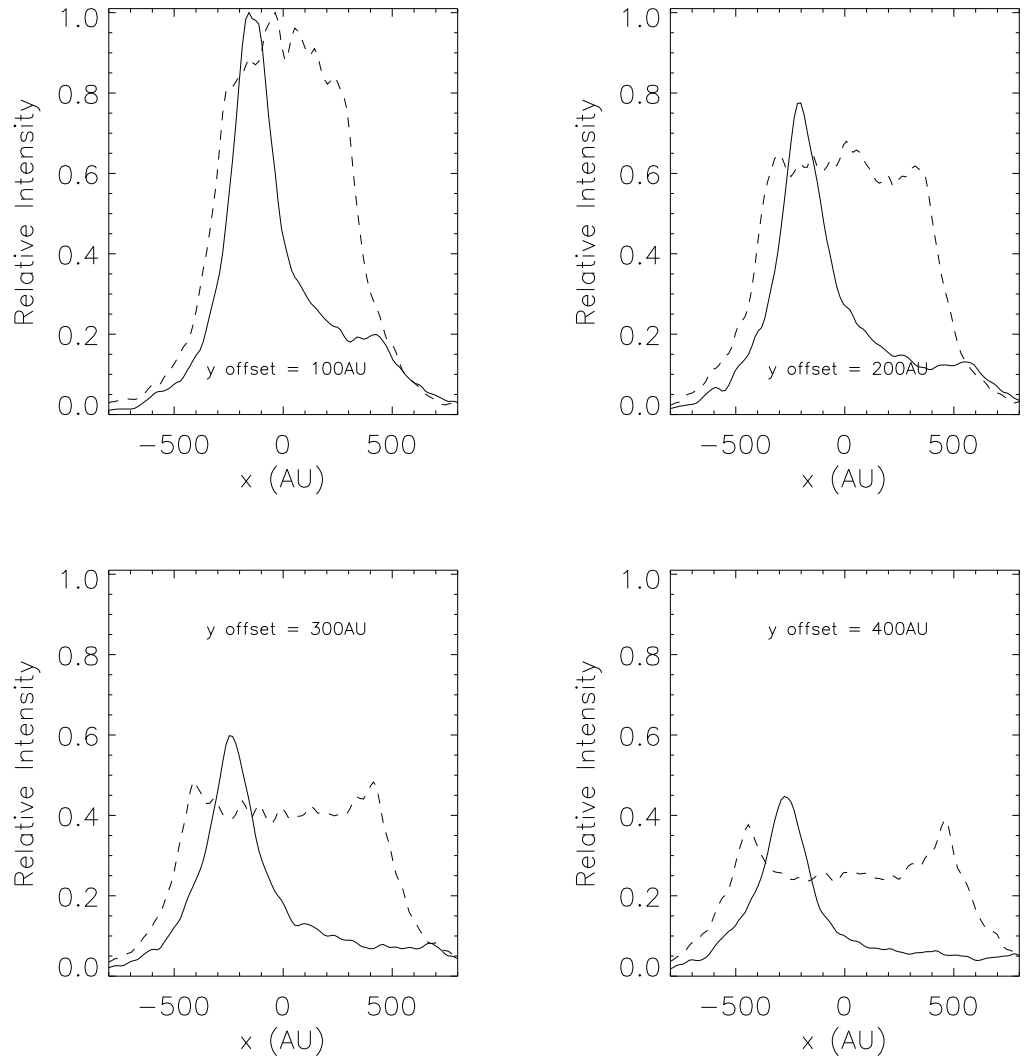 1.0
0.8
0.6
0.4
0.2
0.0
Relative Intensity
y offset = 100AU
−500 0 500
x (AU)
1.0
0.8
0.6
0.4
0.2
0.0
Relative Intensity
y offset = 200AU
−500 0 500
x (AU)
1.0
0.8
0.6
0.4
0.2
0.0
Relative Intensity
y offset = 300AU
−500 0 500
x (AU)
1.0
0.8
0.6
0.4
0.2
0.0
Relative Intensity
y offset = 400AU
−500 0 500
x (AU)